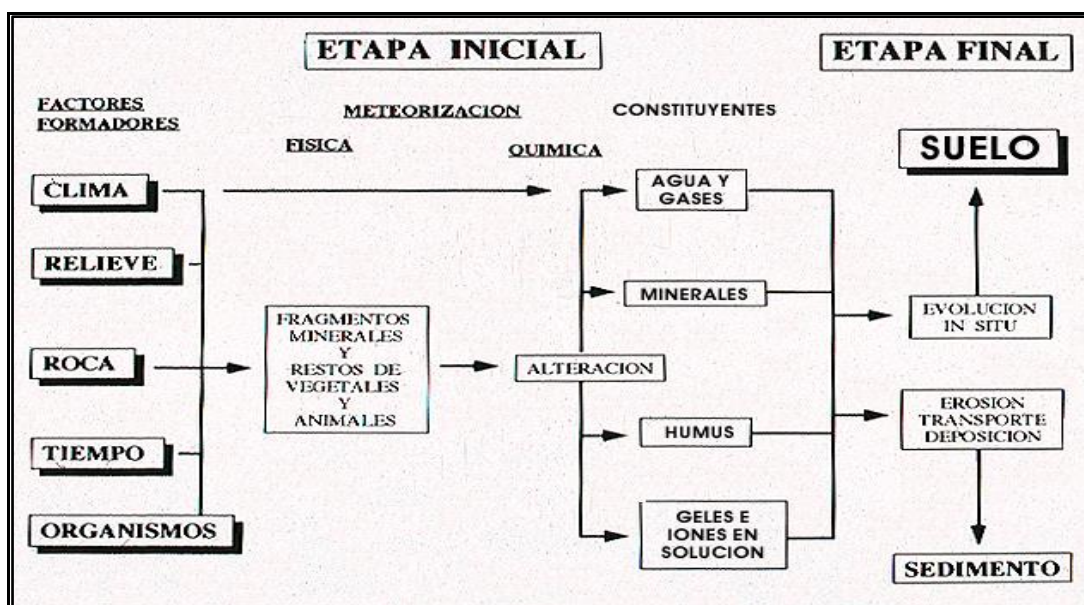 ETAPA INICIAL
ETAPA FINAL
FACTORES
FORMADORES
METEORIZACION
FISICA
QUIMICA
CONSTITUYENTES
CLIMA
RELIEVE
ROCA
TIEMPO
ORGANISMOS
FRAGMENTOS
MINERALES
Y
RESTOS DE
VEGETALES
Y
ANIMALES
ALTERACION
AGUA Y
GASES
MINERALES
HUMUS
GELES E
IONES EN
SOLUCION
SUELO
EVOLUCION
IN SITU
EROSION
TRANSPORTE
DEPOSICION
SEDIMENTO